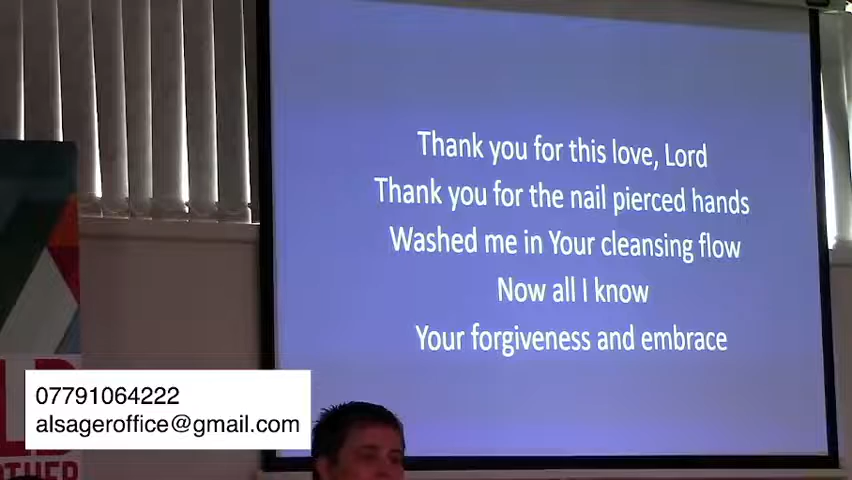 Thank you for this love, Lord
Thank you for the nail pierced hands
Washed me in Your cleansing flow
Now all I know
Your forgiveness and embrace
07791064222
alsageroffice@gmail.com